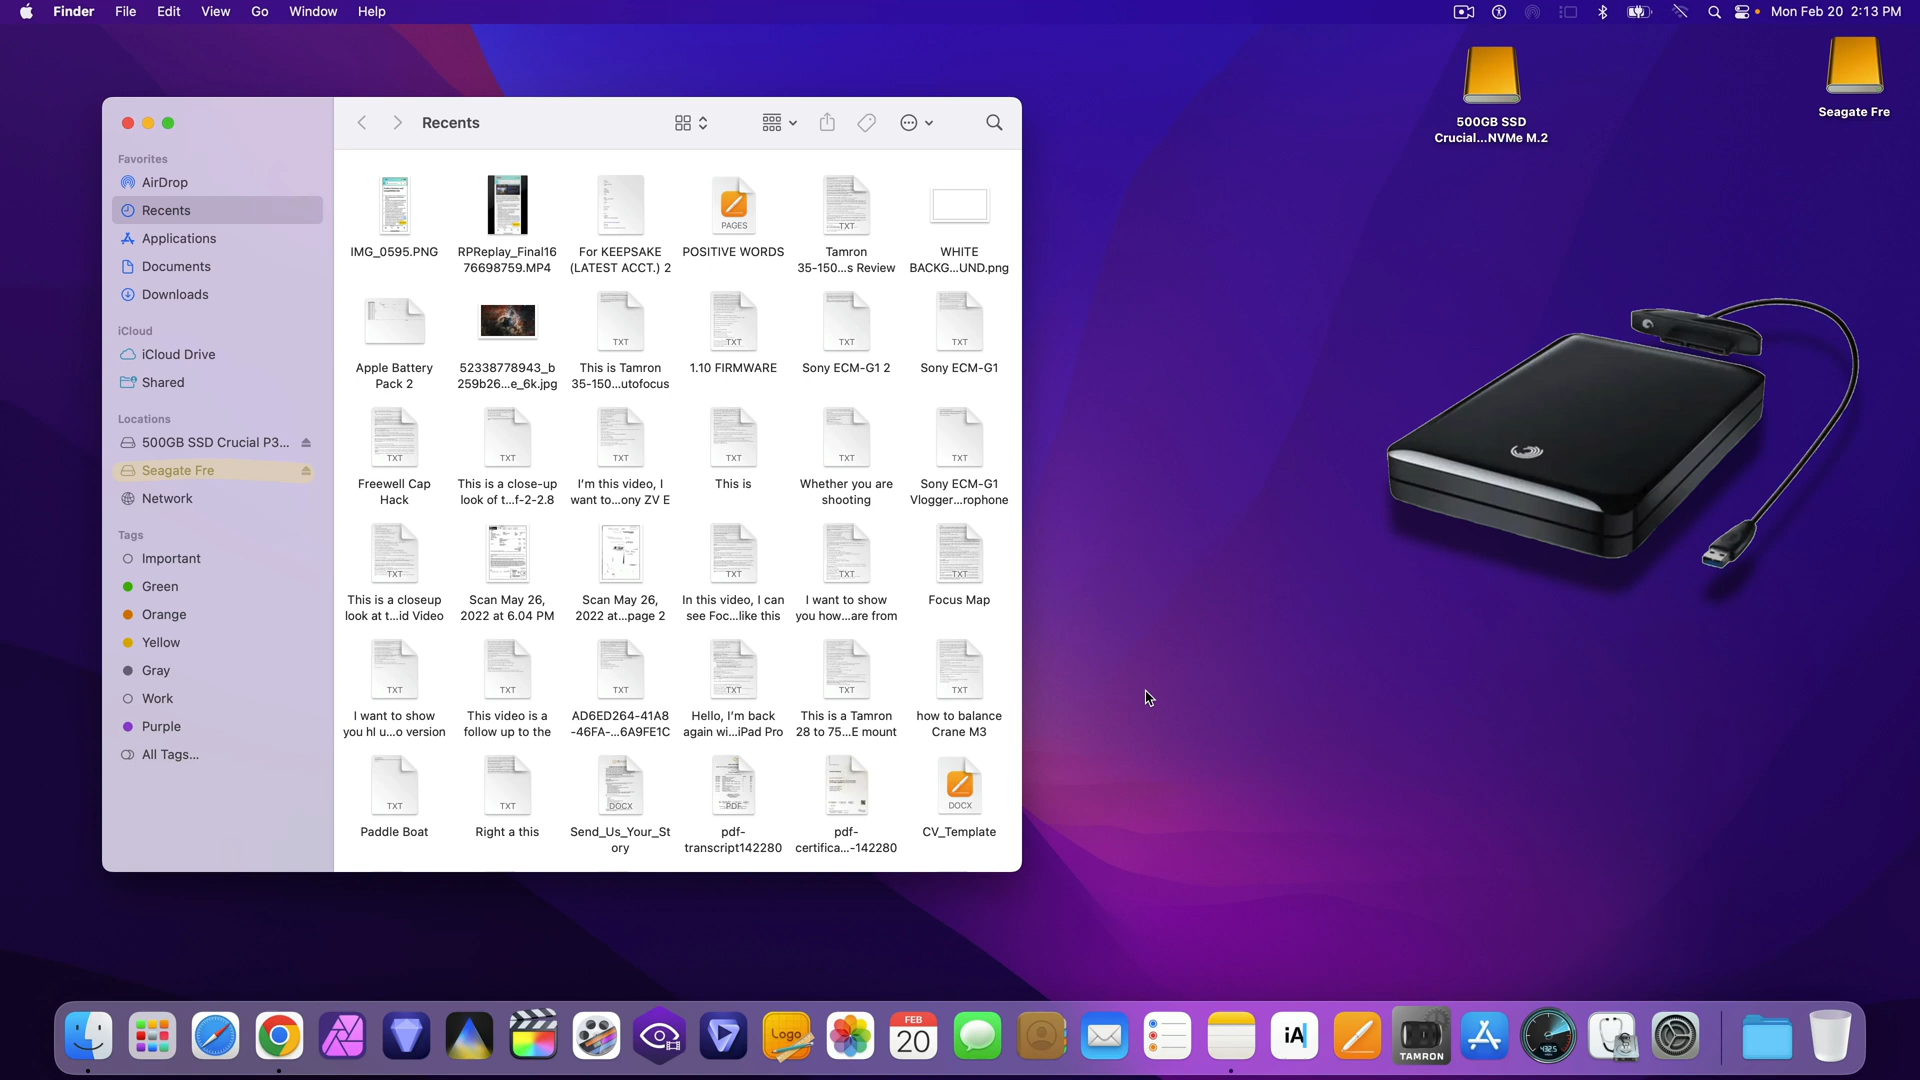 Finder File Edit View Go Window Help
Mon Feb 20 2:13 PM
500GB SSD
Crucial...NVMe M.2
Seagate Fre
Recents
Favorites
AirDrop
Recents
Applications
Documents
Downloads
iCloud
iCloud Drive
Shared
Locations
500GB SSD Crucial P3...
Seagate Fre
Network
Tags
Important
Green
Orange
Yellow
Gray
Work
Purple
All Tags...
PAGES
TXT
IMG_0595.PNG
RPReplay_Final16
76698759.MP4
For KEEPSAKE
(LATEST ACCT.) 2
POSITIVE WORDS
Tamron
35-150...s Review
WHITE
BACKG...UND.png
TXT
TXT
TXT
TXT
Apple Battery
Pack 2
52338778943_b
259b26...e_6k.jpg
This is Tamron
35-150...utofocus
1.10 FIRMWARE
Sony ECM-G1 2
Sony ECM-G1
TXT
TXT
TXT
TXT
TXT
TXT
Freewell Cap
Hack
This is a close-up
look of t...f-2-2.8
I'm this video, I
want to...ony ZV E
This is
Whether you are
shooting
Sony ECM-G1
Vlogger...rophone
TXT
TXT
TXT
TXT
This is a closeup
look at t...id Video
Scan May 26,
2022 at 6.04 PM
Scan May 26,
2022 at...page 2
In this video, I can
see Foc...like this
I want to show
you how...are from
Focus Map
TXT
TXT
TXT
TXT
TXT
TXT
I want to show
you hl u...o version
This video is a
follow up to the
AD6ED264-41A8
-46FA-...6A9FE1C
Hello, I'm back
again wi...iPad Pro
This is a Tamron
28 to 75...E mount
how to balance
Crane M3
TXT
TXT
DOCX
PDF
DOCX
Paddle Boat
Right a this
Send_Us_Your_St
ory
pdf-
transcript142280
pdf-
certifica...-142280
CV_Template
Logo
FEB
20
iA
TAMRON
432.5